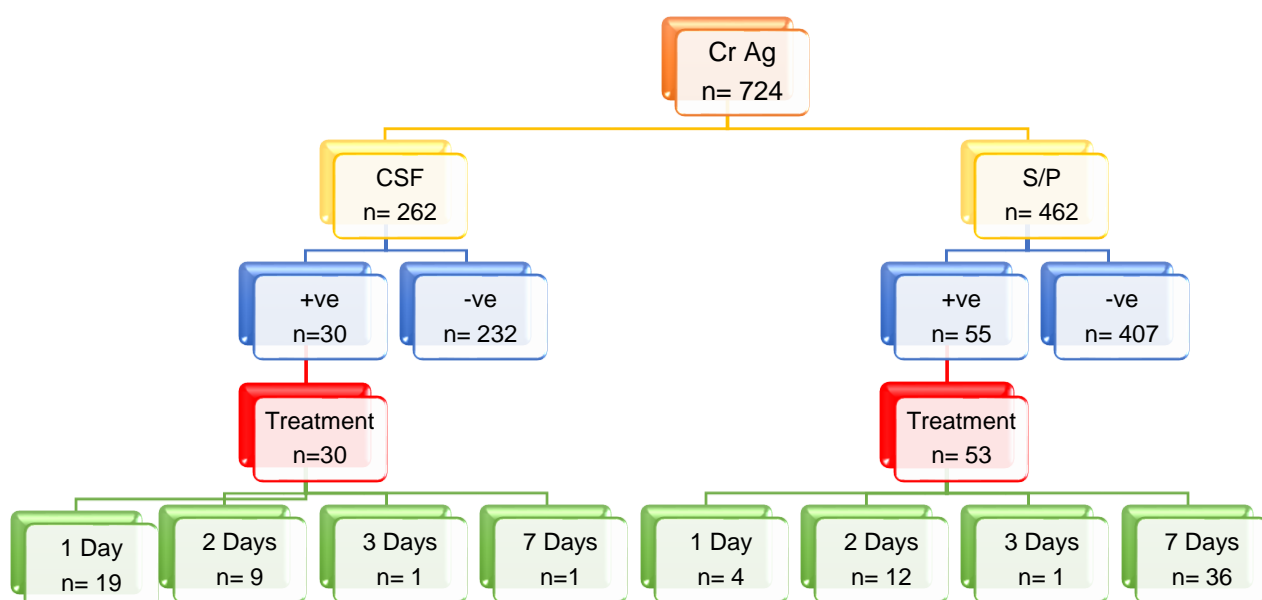 Cr Ag
n= 724
CSF
n= 262
S/P
n= 462
+ve
n=30
-ve
n= 232
+ve
n= 55
-ve
n= 407
Treatment
n=30
Treatment
n= 53
1 Day
n= 19
2 Days
n= 9
3 Days
n= 1
7 Days
n=1
1 Day
n= 4
2 Days
n= 12
3 Days
n= 1
7 Days
n= 36